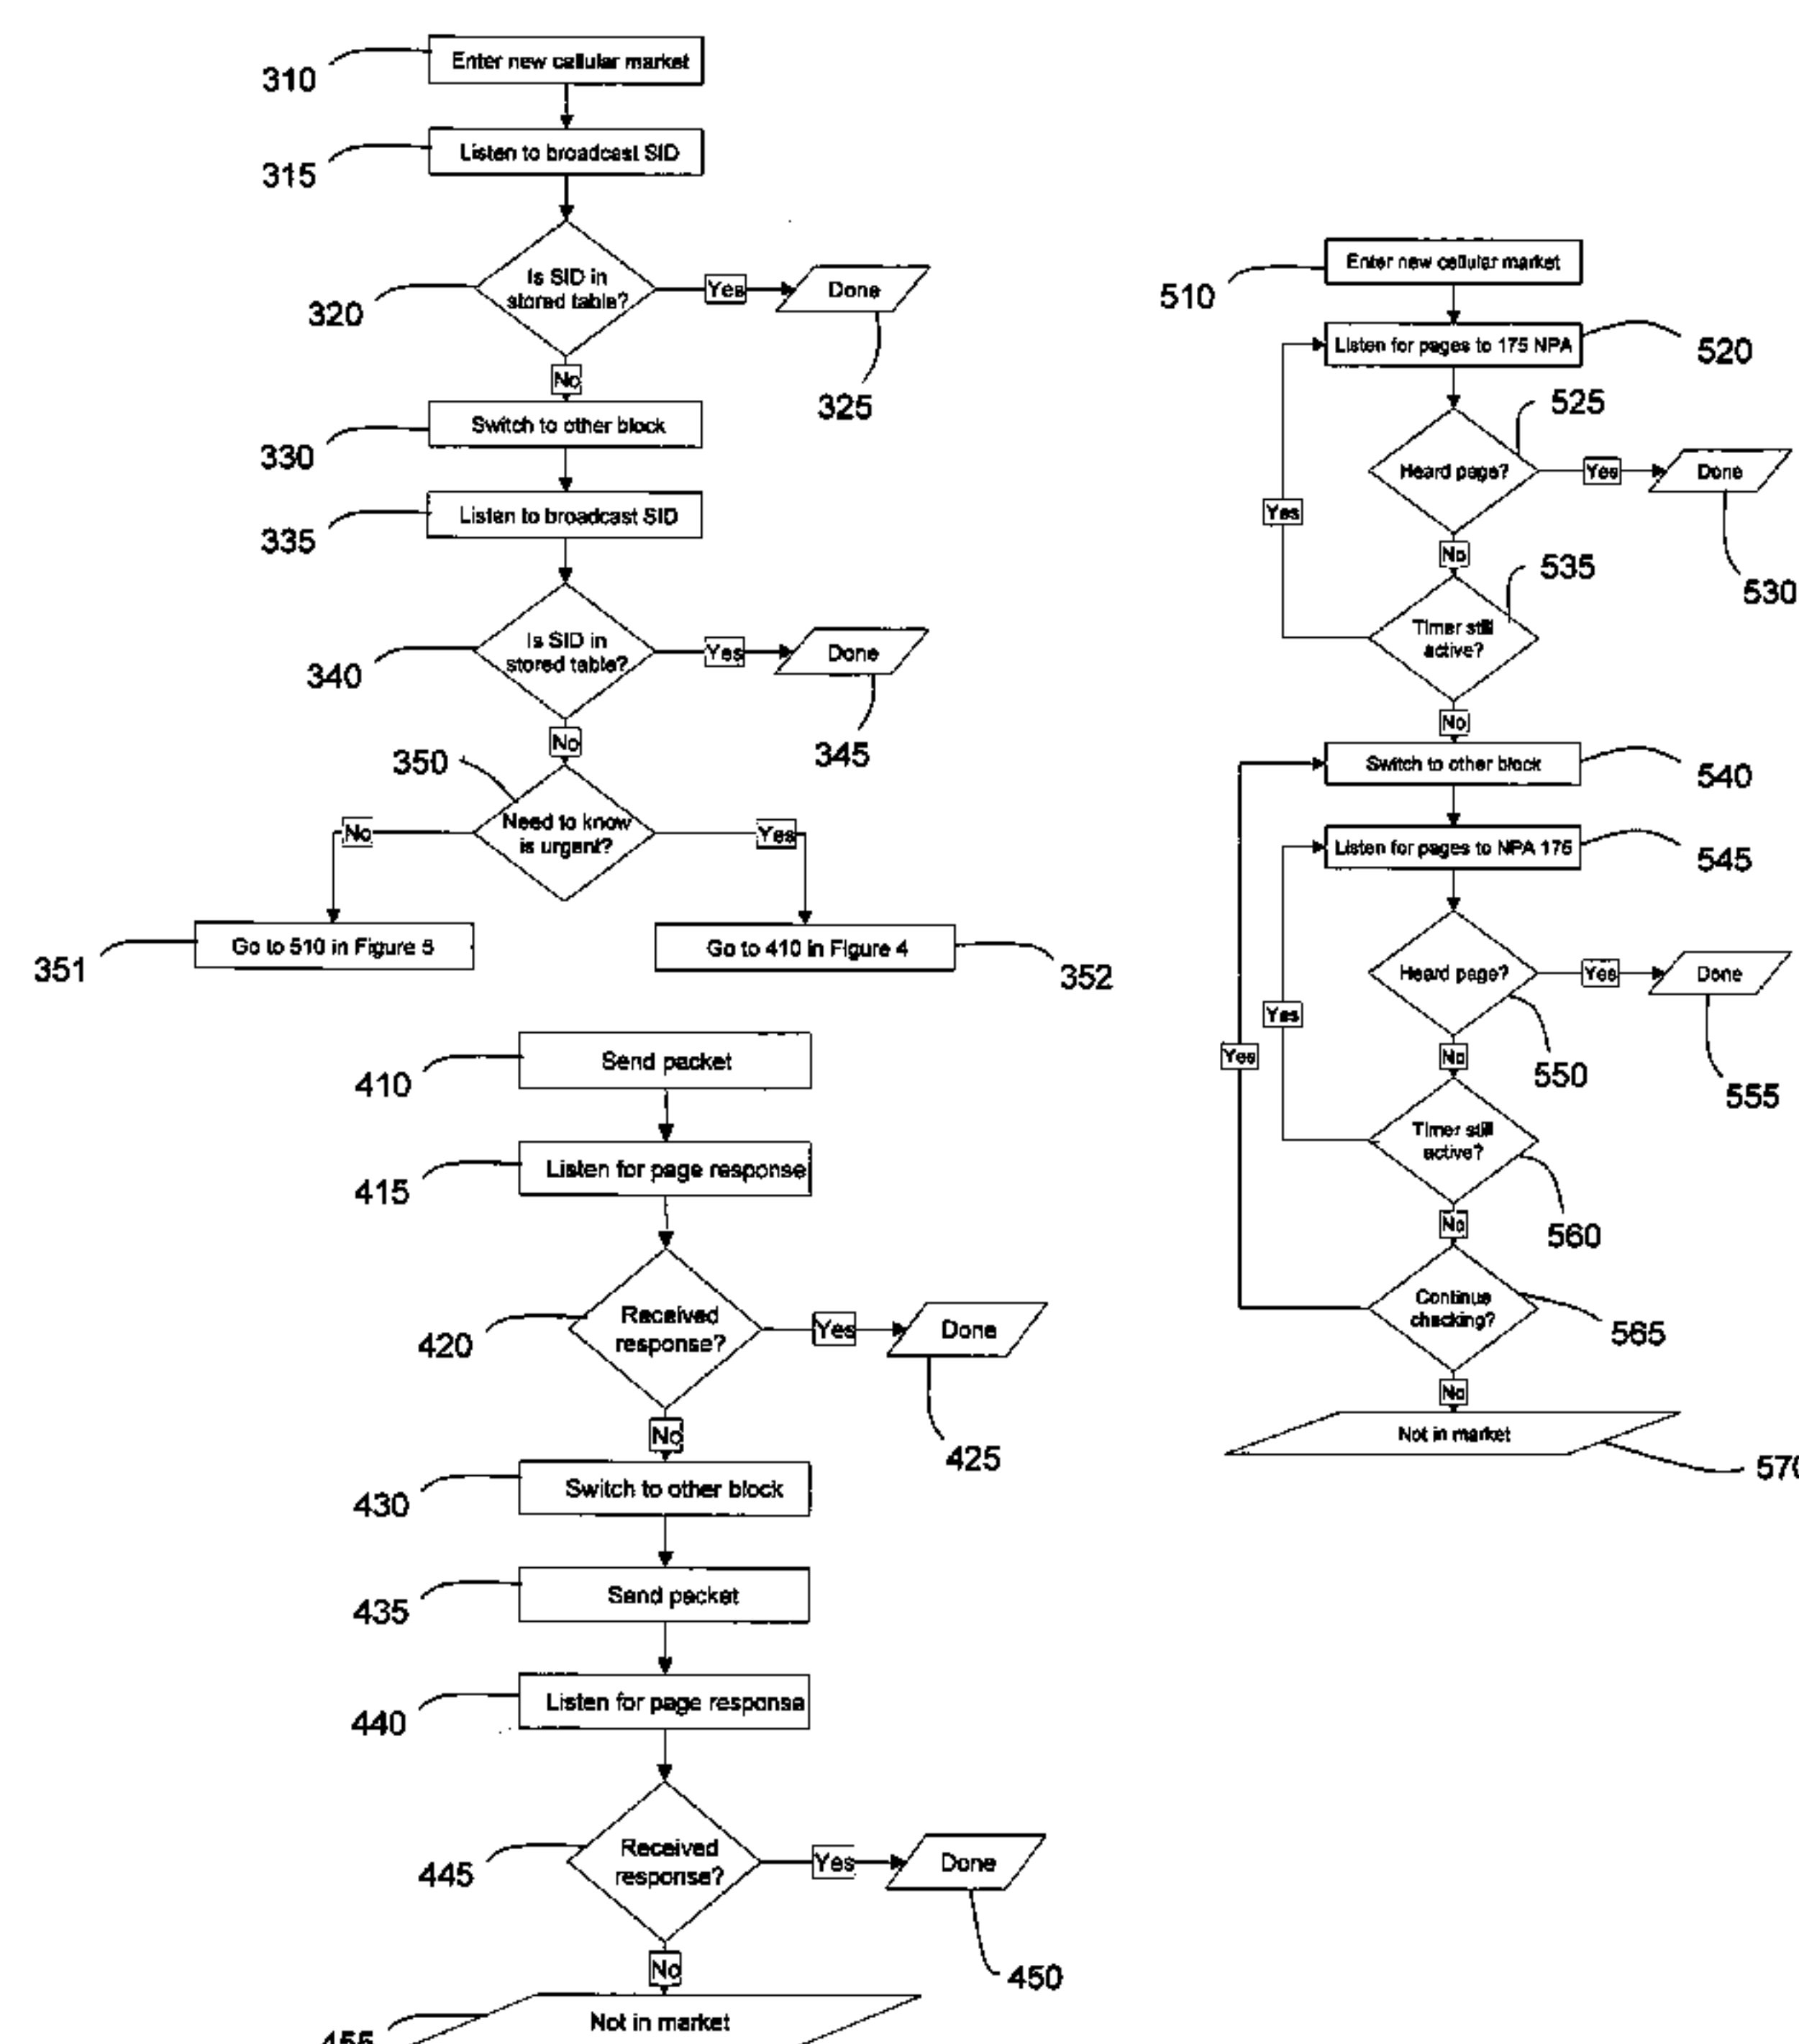 310
Enter new cellular market
315
Listen to broadcast SID
320
Is SID in
stored table?
Yes
Done
325
No
330
Switch to other block
335
Listen to broadcast SID
340
Is SID in
stored table?
Yes
Done
345
No
350
Need to know
is urgent?
No
Yes
351
Go to 510 in Figure 5
Go to 410 in Figure 4
352
410
Send packet
415
Listen for page response
420
Received
response?
Yes
Done
425
No
430
Switch to other block
435
Send packet
440
Listen for page response
445
Received
response?
Yes
Done
450
No
455
Not in market
510
Enter new cellular market
Listen for pages to 175 NPA
520
525
Heard page?
Yes
Done
530
Yes
No
535
Timer still
active?
No
Switch to other block
540
Listen for pages to NPA 175
545
Heard page?
Yes
Done
550
555
Yes
Yes
No
Timer still
active?
560
No
Continue
checking?
565
No
Not in market
570